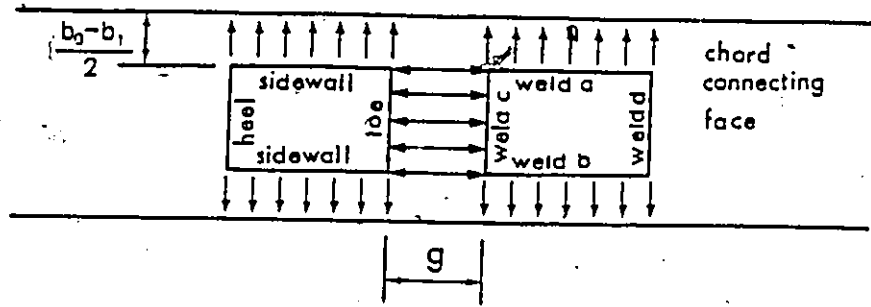 b₀-b₁
2
sidewall
heel
toe
sidewall
weld a
weld c
weld d
weld b
chord
connecting
face
g